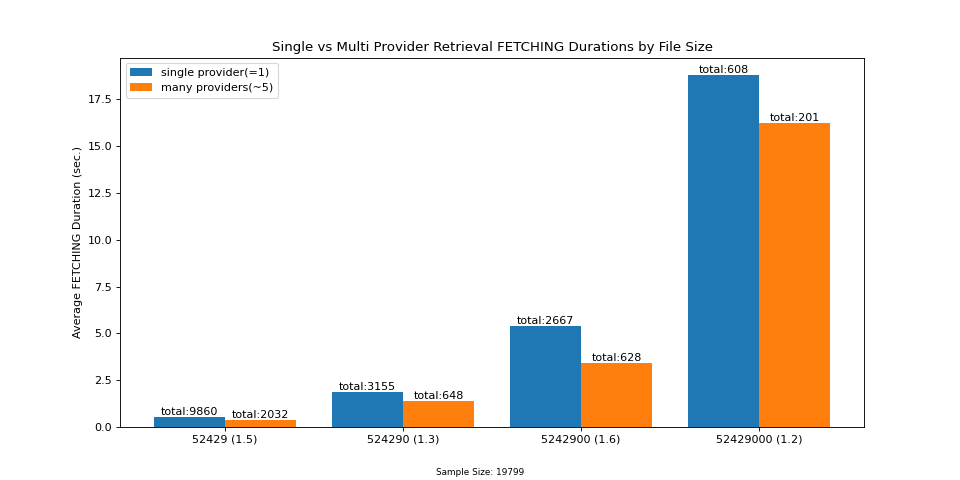 Single vs Multi Provider Retrieval FETCHING Durations by File Size
single provider(=1)
many providers(~5)
Average FETCHING Duration (sec.)
17.5
15.0
12.5
10.0
7.5
5.0
2.5
0.0
total:9860
total:2032
total:3155
total:648
total:2667
total:628
total:608
total:201
52429 (1.5)
524290 (1.3)
5242900 (1.6)
52429000 (1.2)
Sample Size: 19799